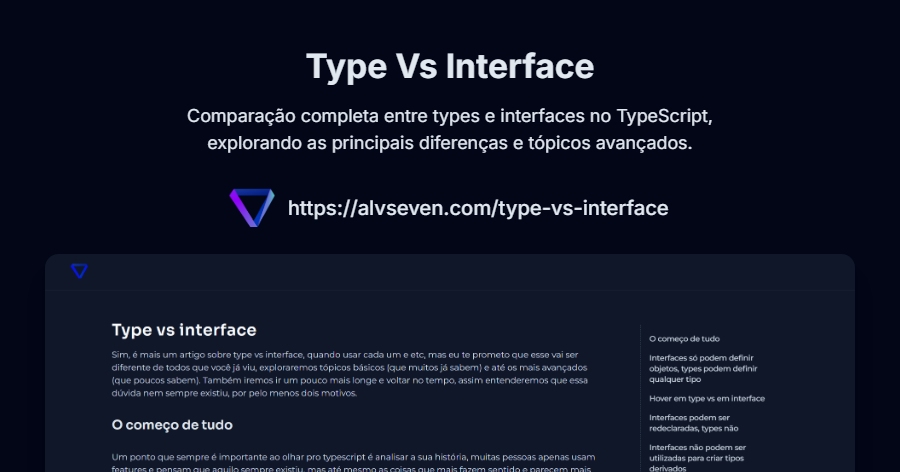 Type Vs Interface
Comparação completa entre types e interfaces no TypeScript,
explorando as principais diferenças e tópicos avançados.
https://alvseven.com/type-vs-interface
Type vs interface
Sim, é mais um artigo sobre type vs interface, quando usar cada um e etc, mas eu te prometo que esse vai ser
diferente de todos que você já viu, exploraremos tópicos básicos (que muitos já sabem) e até os mais avançados
(que poucos sabem). Também iremos ir um pouco mais longe e voltar no tempo, assim entenderemos que essa
dúvida nem sempre existiu, por pelo menos dois motivos.
O começo de tudo
Um ponto que sempre é importante ao olhar pro typescript é analisar a sua história, muitas pessoas apenas usam
features e pensam que aquilo sempre existiu, mas até mesmo as coisas que mais fazem sentido e parecem mais
O começo de tudo
Interfaces só podem definir
objetos, types podem definir
qualquer tipo
Hover em type vs em interface
Interfaces podem ser
redeclaradas, types não
Interfaces não podem ser
utilizadas para criar tipos
derivados